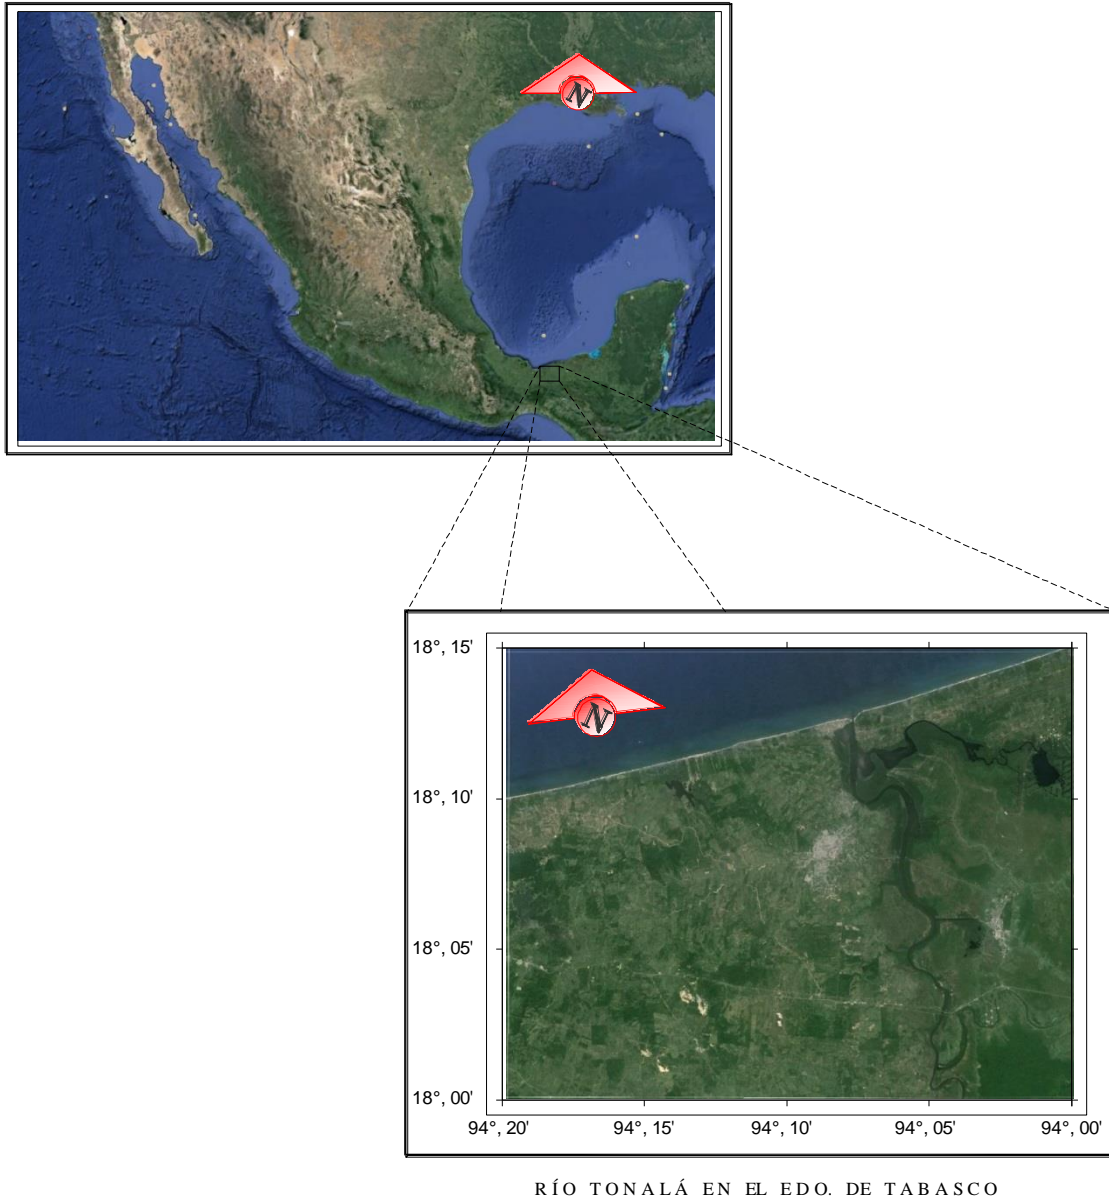 N
N
18°, 15'
18°, 10'
18°, 05'
18°, 00'
94°, 20' 94°, 15' 94°, 10' 94°, 05' 94°, 00'
RÍO TONALÁ EN EL EDO. DE TABASCO